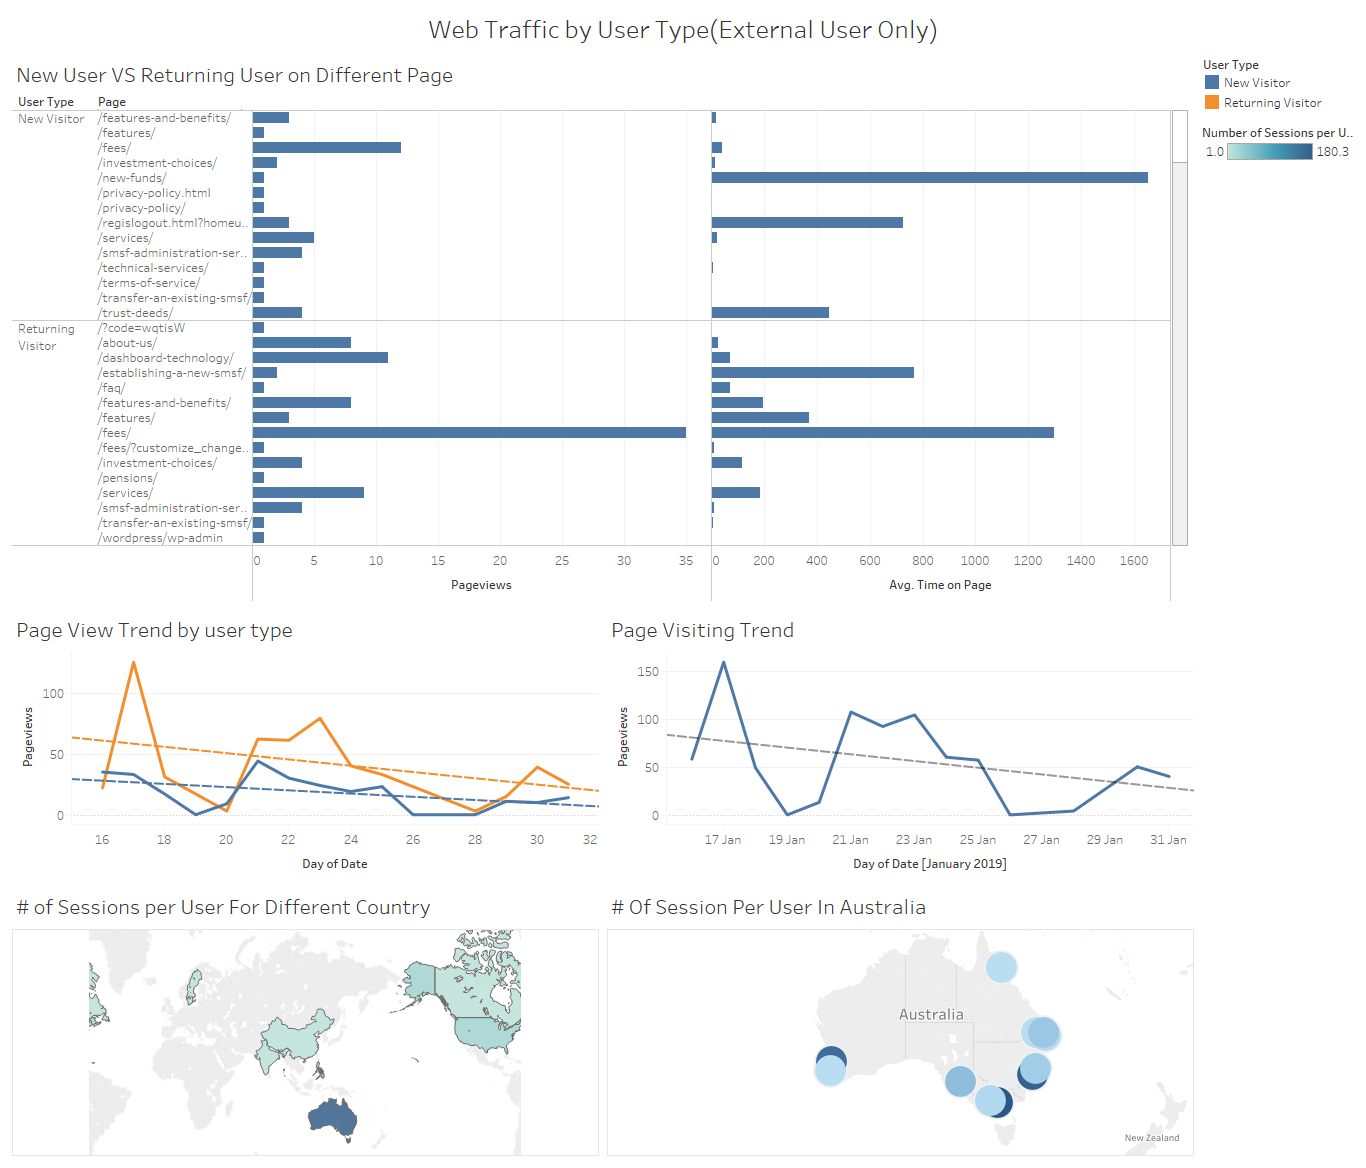 Web Traffic by User Type(External User Only)
New User VS Returning User on Different Page
User Type Page
New Visitor /features-and-benefits/
/features/
/fees/
/investment-choices/
/new-funds/
/privacy-policy.html
/privacy-policy/
/regislogout.html?homeu..
/services/
/smsf-administration-ser..
/technical-services/
/terms-of-service/
/transfer-an-existing-smsf/
/trust-deeds/
Returning Visitor /?code=wqtisW
/about-us/
/dashboard-technology/
/establishing-a-new-smsf/
/faq/
/features-and-benefits/
/features/
/fees/
/fees/?customize_change..
/investment-choices/
/pensions/
/services/
/smsf-administration-ser..
/transfer-an-existing-smsf/
/wordpress/wp-admin
0 5 10 15 20 25 30 35
0 200 400 600 800 1000 1200 1400 1600
Pageviews
Avg. Time on Page
User Type
New Visitor
Returning Visitor
Number of Sessions per U..
1.0 180.3
Page View Trend by user type
100
50
0
Pageviews
16 18 20 22 24 26 28 30 32
Day of Date
Page Visiting Trend
150
100
50
0
Pageviews
17 Jan 19 Jan 21 Jan 23 Jan 25 Jan 27 Jan 29 Jan 31 Jan
Day of Date [January 2019]
# of Sessions per User For Different Country
# Of Session Per User In Australia
Australia
New Zealand